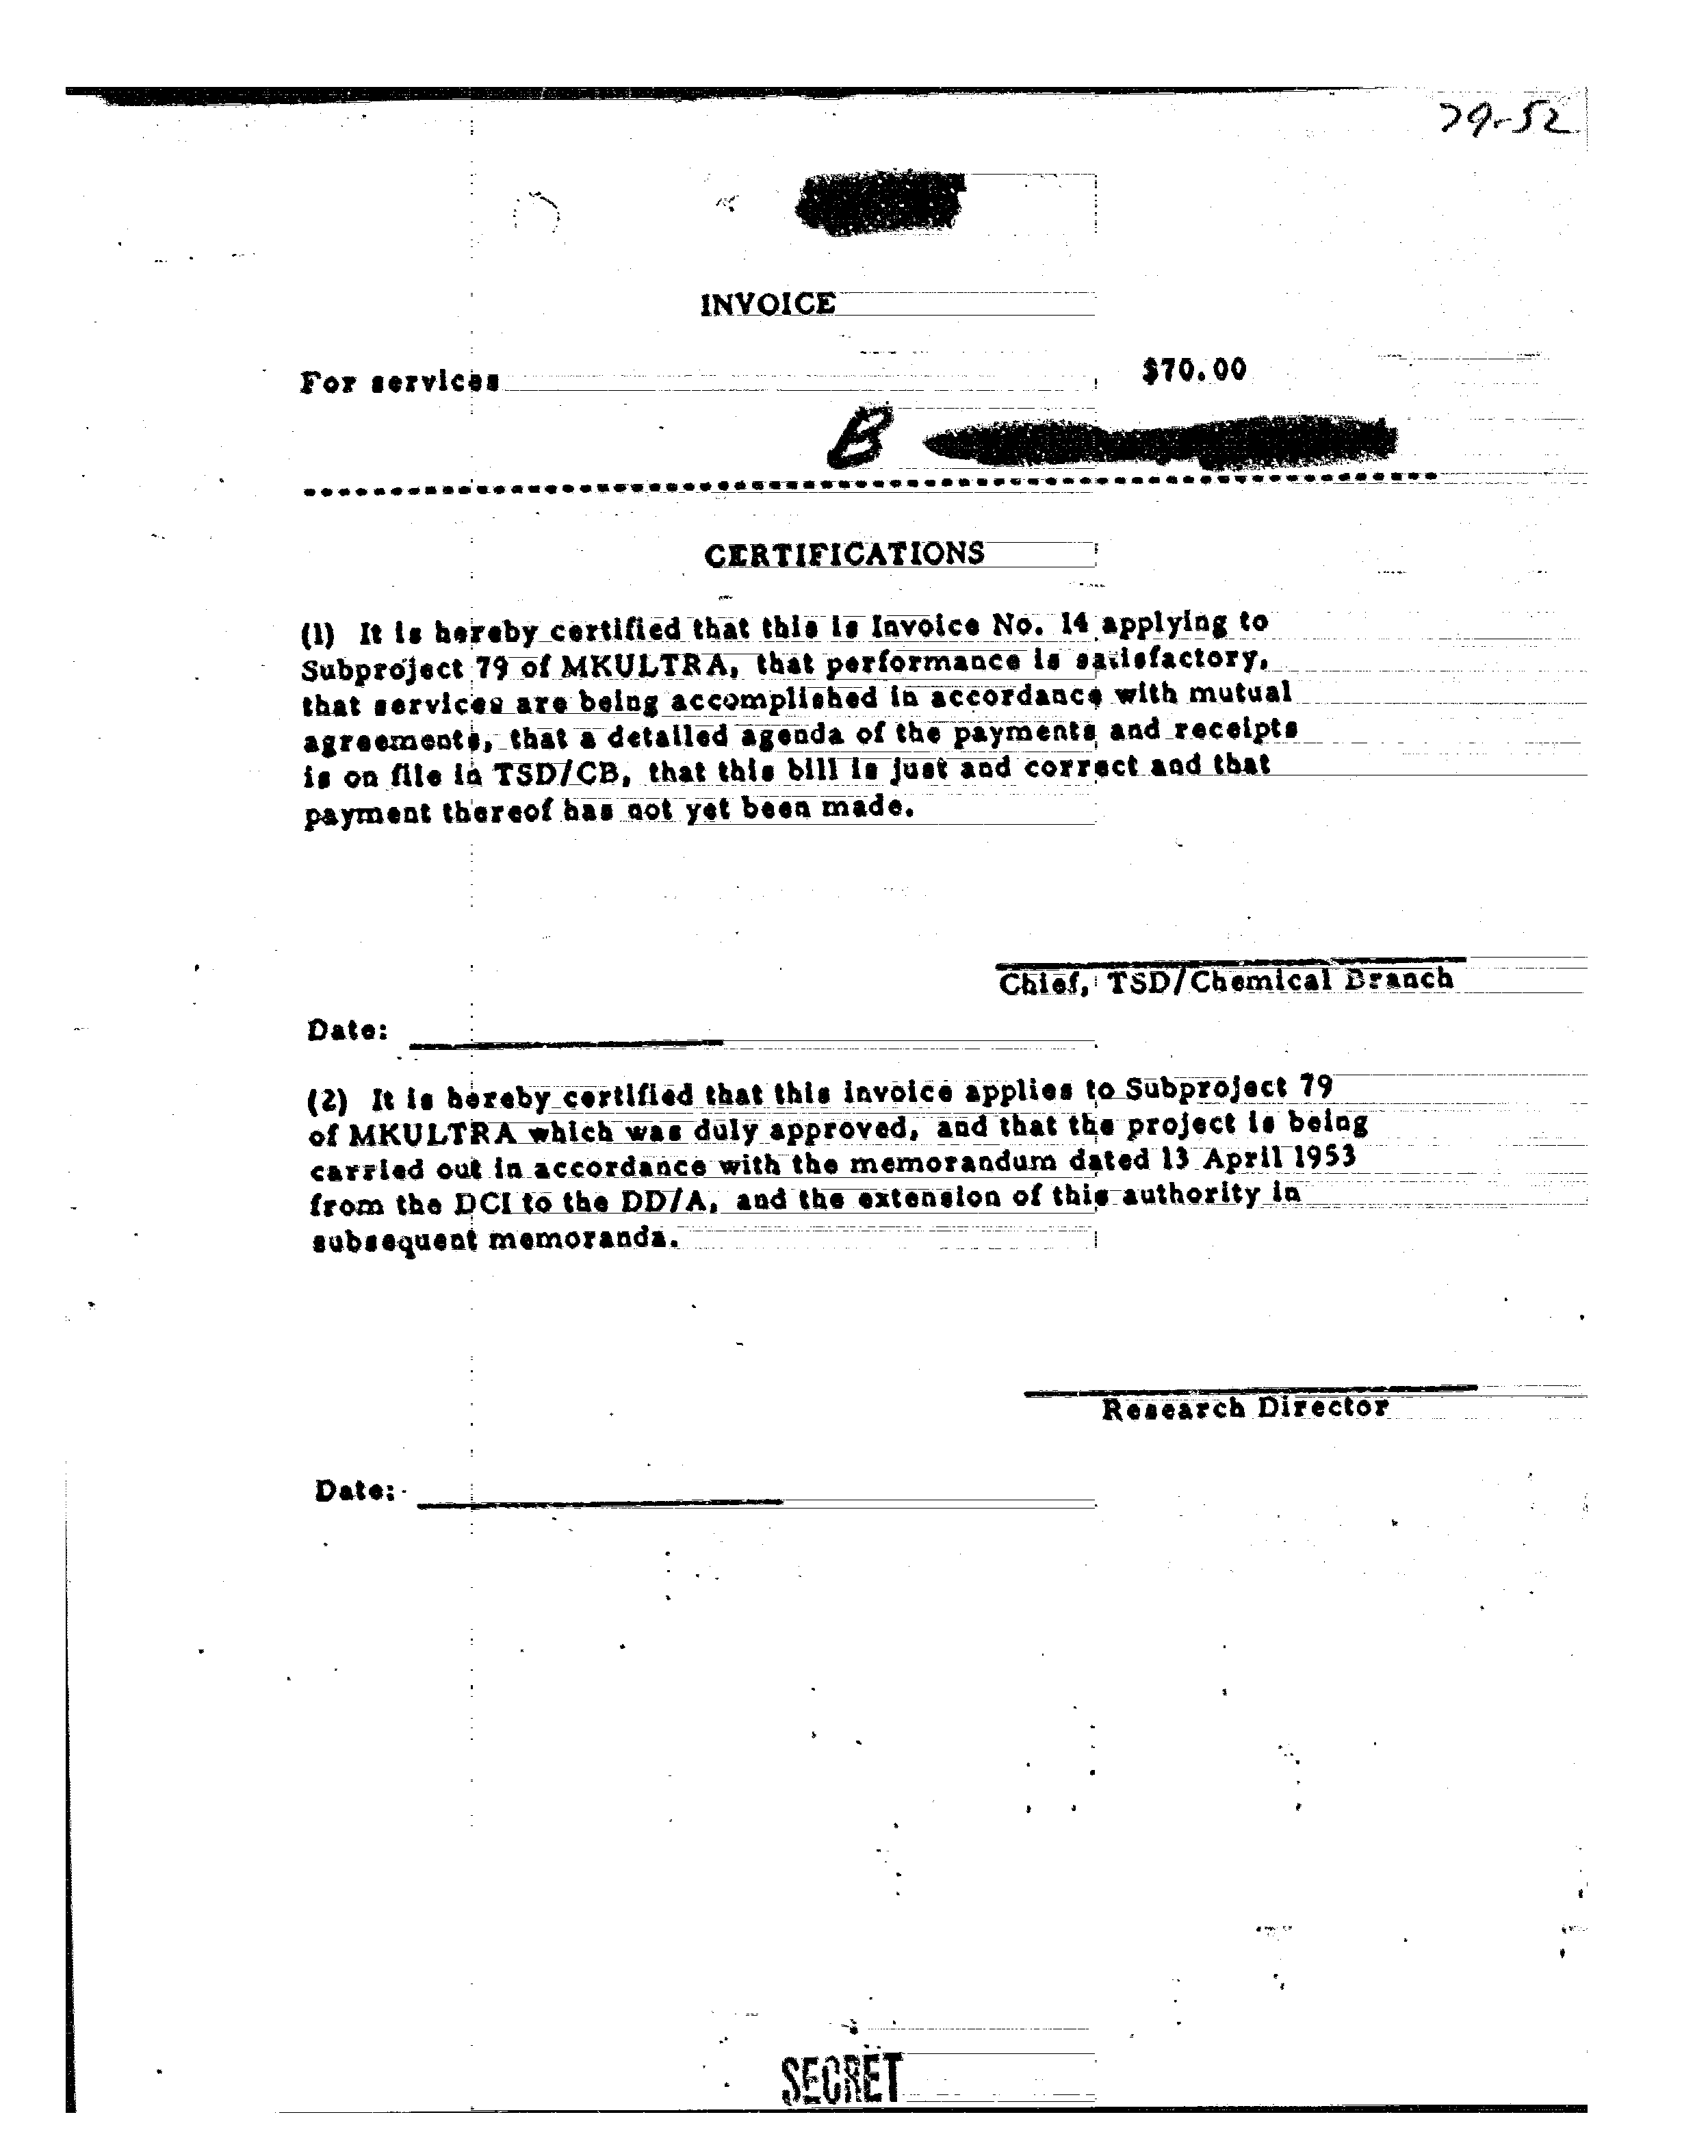 79-52
INVOICE
For services $70.00
B
CERTIFICATIONS
(1) It is hereby certified that this is Invoice No. 14 applying to
Subproject 79 of MKULTRA, that performance is satisfactory,
that services are being accomplished in accordance with mutual
agreements, that a detailed agenda of the payments and receipts
is on file in TSD/CB, that this bill is just and correct and that
payment thereof has not yet been made.
Chief, TSD/Chemical Branch
Date:
(2) It is hereby certified that this invoice applies to Subproject 79
of MKULTRA which was duly approved, and that the project is being
carried out in accordance with the memorandum dated 13 April 1953
from the DCI to the DD/A, and the extension of this authority in
subsequent memoranda.
Research Director
Date:
SECRET